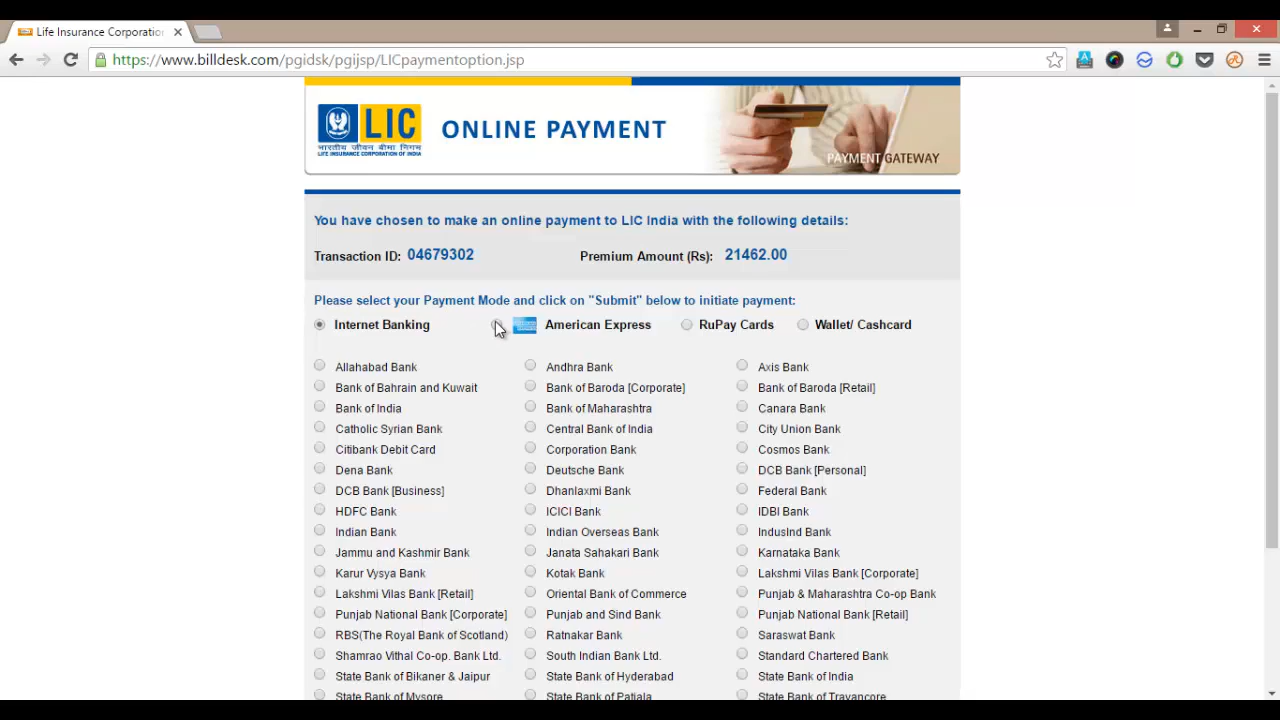 Life Insurance Corporation
https://www.billdesk.com/pgidsk/pgijsp/LICpaymentoption.jsp
LIC
भारतीय जीवन बीमा निगम
LIFE INSURANCE CORPORATION OF INDIA
ONLINE PAYMENT
PAYMENT GATEWAY
You have chosen to make an online payment to LIC India with the following details:
Transaction ID: 04679302 Premium Amount (Rs): 21462.00
Please select your Payment Mode and click on "Submit" below to initiate payment:
Internet Banking American Express RuPay Cards Wallet/ Cashcard
Allahabad Bank Andhra Bank Axis Bank
Bank of Bahrain and Kuwait Bank of Baroda [Corporate] Bank of Baroda [Retail]
Bank of India Bank of Maharashtra Canara Bank
Catholic Syrian Bank Central Bank of India City Union Bank
Citibank Debit Card Corporation Bank Cosmos Bank
Dena Bank Deutsche Bank DCB Bank [Personal]
DCB Bank [Business] Dhanlaxmi Bank Federal Bank
HDFC Bank ICICI Bank IDBI Bank
Indian Bank Indian Overseas Bank IndusInd Bank
Jammu and Kashmir Bank Janata Sahakari Bank Karnataka Bank
Karur Vysya Bank Kotak Bank Lakshmi Vilas Bank [Corporate]
Lakshmi Vilas Bank [Retail] Oriental Bank of Commerce Punjab & Maharashtra Co-op Bank
Punjab National Bank [Corporate] Punjab and Sind Bank Punjab National Bank [Retail]
RBS(The Royal Bank of Scotland) Ratnakar Bank Saraswat Bank
Shamrao Vithal Co-op. Bank Ltd. South Indian Bank Ltd. Standard Chartered Bank
State Bank of Bikaner & Jaipur State Bank of Hyderabad State Bank of India
State Bank of Mysore State Bank of Patiala State Bank of Travancore